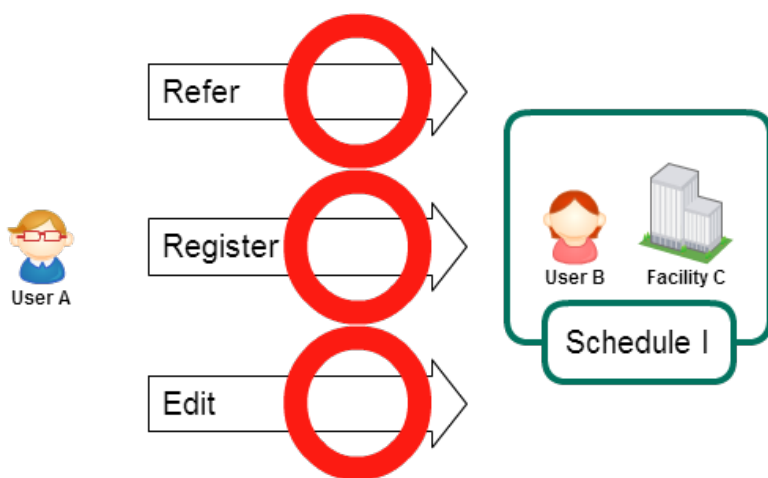 Refer
Register
User A
User B
Facility C
Schedule I
Edit